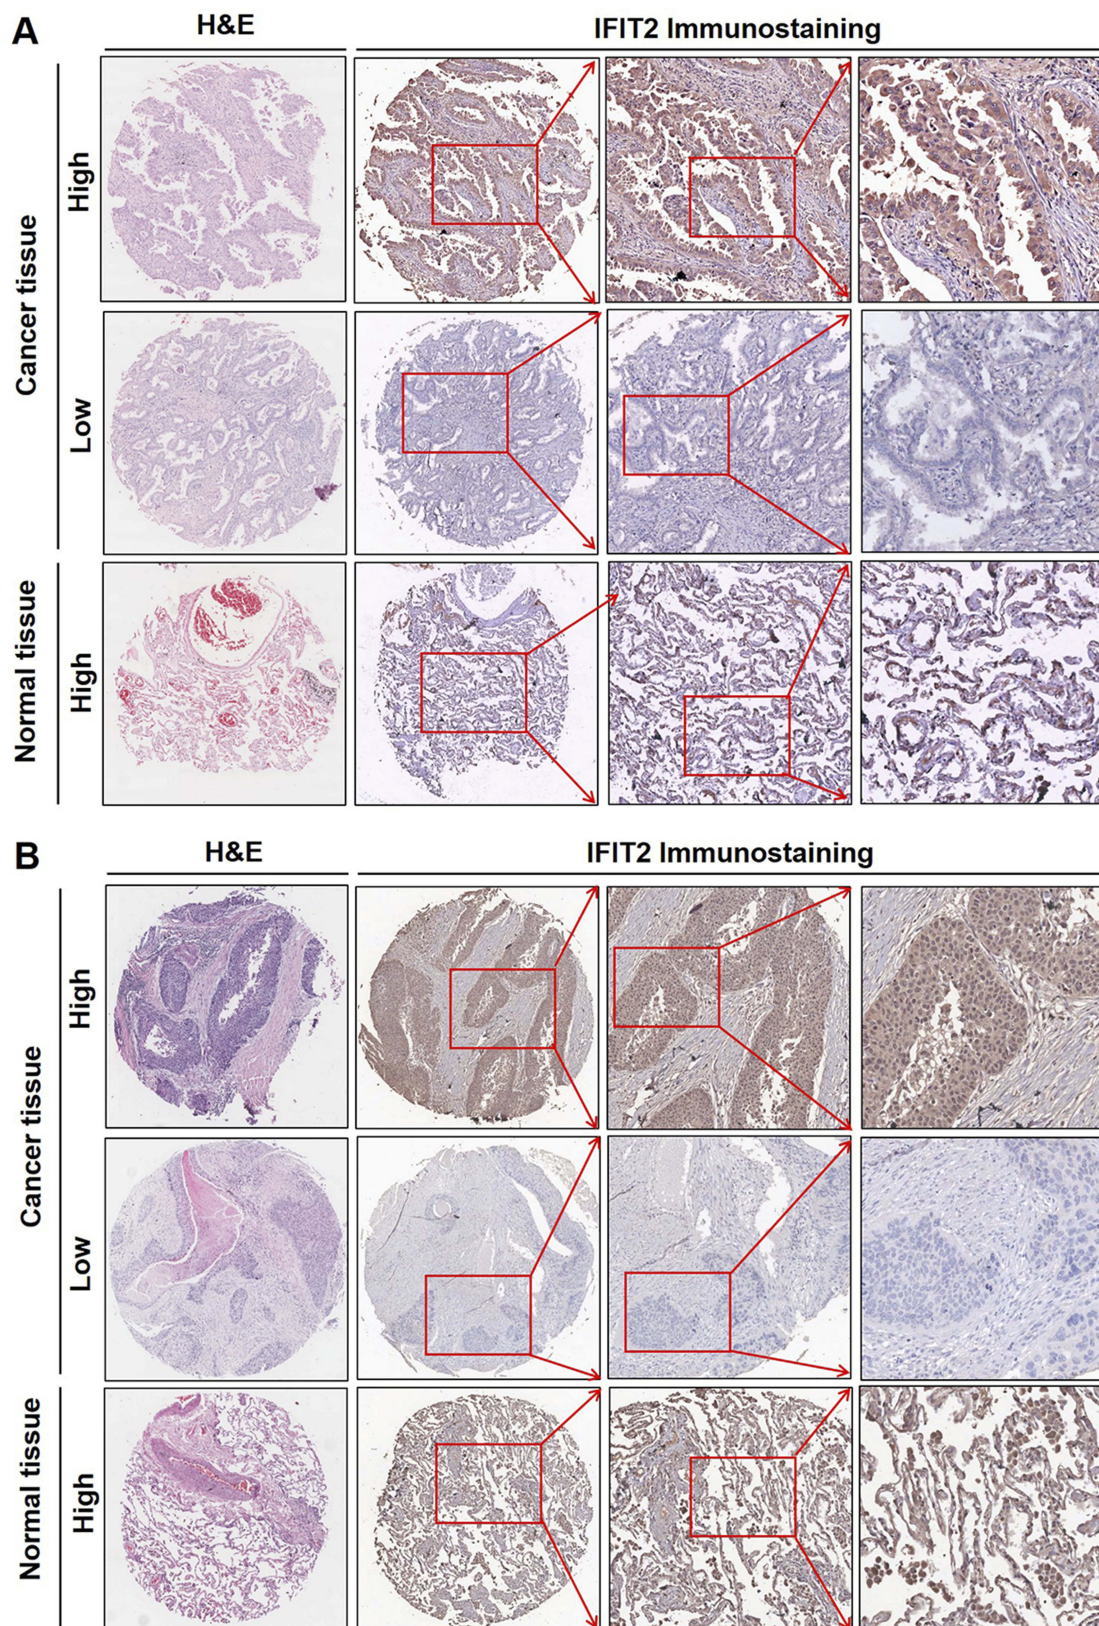 A
H&E
IFIT2 Immunostaining
Cancer tissue
High
Low
Normal tissue
High
B
H&E
IFIT2 Immunostaining
Cancer tissue
High
Low
Normal tissue
High